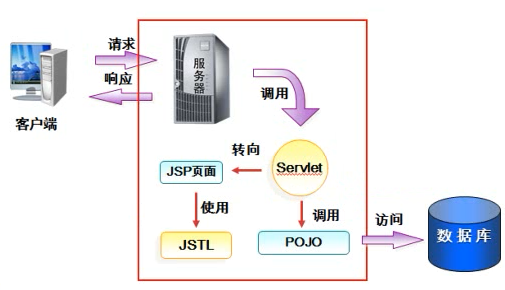 请求
响应
客户端
服务器
调用
转向
Servlet
JSP页面
使用
调用
JSTL
POJO
访问
数据库